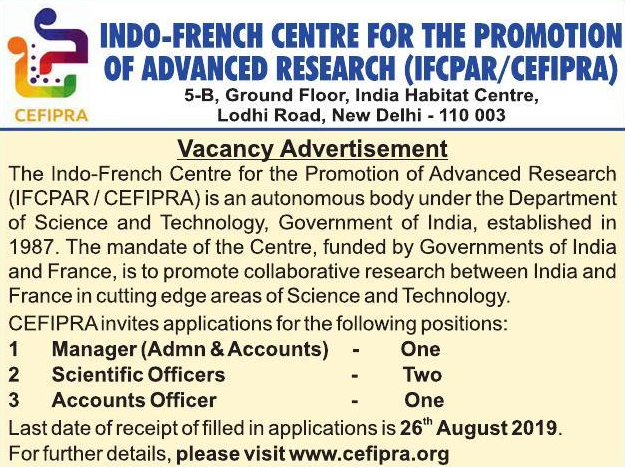 INDO-FRENCH CENTRE FOR THE PROMOTION
OF ADVANCED RESEARCH (IFCPAR/CEFIPRA)
5-B, Ground Floor, India Habitat Centre,
Lodhi Road, New Delhi - 110 003
CEFIPRA
Vacancy Advertisement
The Indo-French Centre for the Promotion of Advanced Research
(IFCPAR / CEFIPRA) is an autonomous body under the Department
of Science and Technology, Government of India, established in
1987. The mandate of the Centre, funded by Governments of India
and France, is to promote collaborative research between India and
France in cutting edge areas of Science and Technology.
CEFIPRA invites applications for the following positions:
1 Manager (Admn & Accounts) - One
2 Scientific Officers - Two
3 Accounts Officer - One
Last date of receipt of filled in applications is 26th August 2019.
For further details, please visit www.cefipra.org